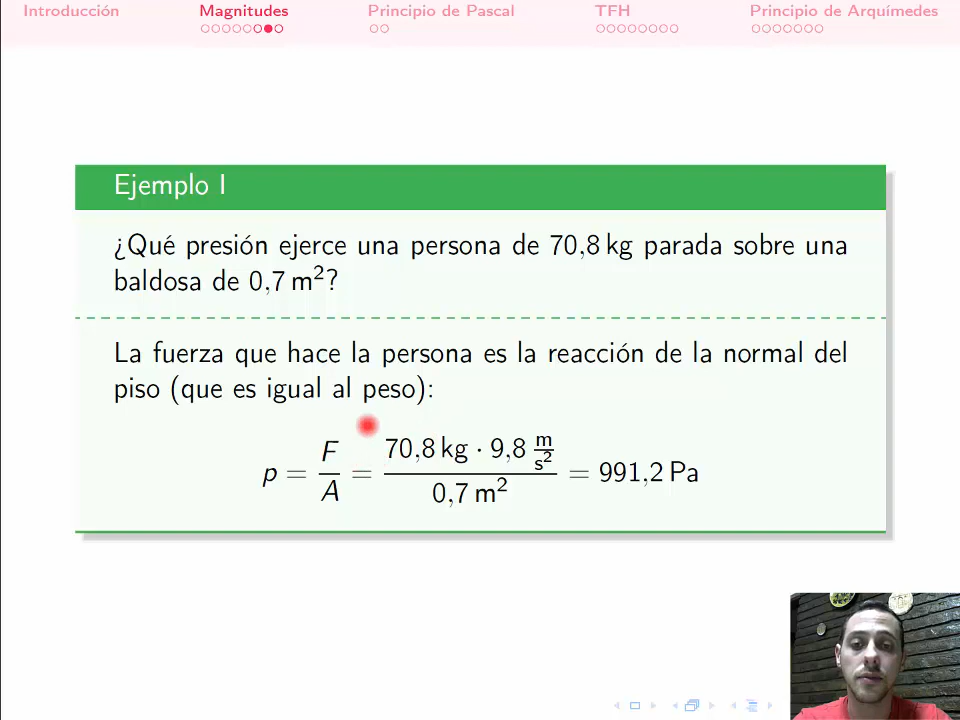 Introducción Magnitudes Principio de Pascal TFH Principio de Arquímedes
Ejemplo I
¿Qué presión ejerce una persona de 70,8 kg parada sobre una
baldosa de 0,7 m²?
La fuerza que hace la persona es la reacción de la normal del
piso (que es igual al peso):
p = F/A = (70,8 kg · 9,8 m/s²)/(0,7 m²) = 991,2 Pa